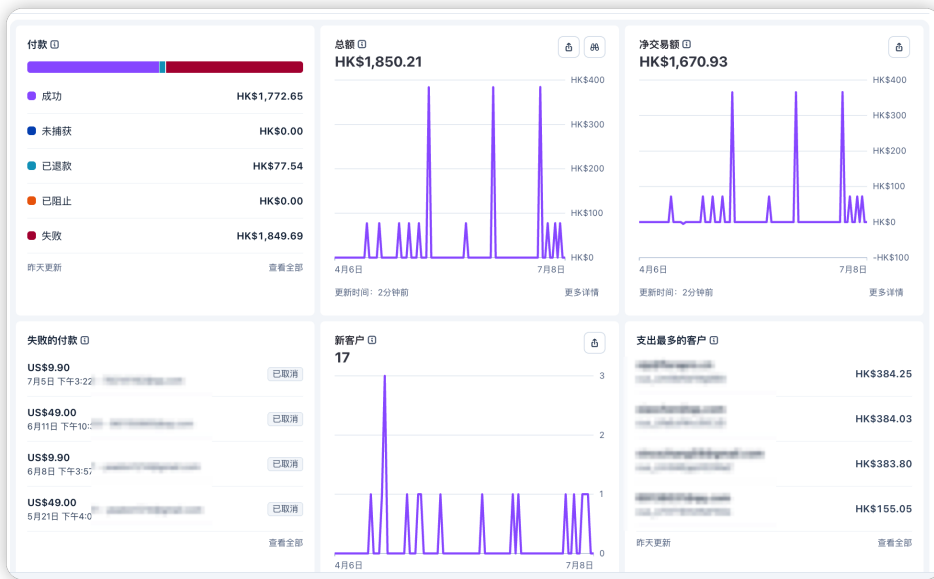 付款
成功 HK$1,772.65
未捕获 HK$0.00
已退款 HK$77.54
已阻止 HK$0.00
失败 HK$1,849.69
昨天更新 查看全部
总额
HK$1,850.21
HK$400
HK$300
HK$200
HK$100
HK$0
4月6日 7月8日
更新时间：2分钟前 更多详情
净交易额
HK$1,670.93
HK$400
HK$300
HK$200
HK$100
HK$0
-HK$100
4月6日 7月8日
更新时间：2分钟前 更多详情
失败的付款
US$9.90
7月5日 下午3:22
已取消
US$49.00
6月11日 下午10:
已取消
US$9.90
6月8日 下午3:57
已取消
US$49.00
5月21日 下午4:0
已取消
查看全部
新客户
17
3
2
1
0
4月6日 7月8日
支出最多的客户
HK$384.25
HK$384.03
HK$383.80
HK$155.05
昨天更新 查看全部